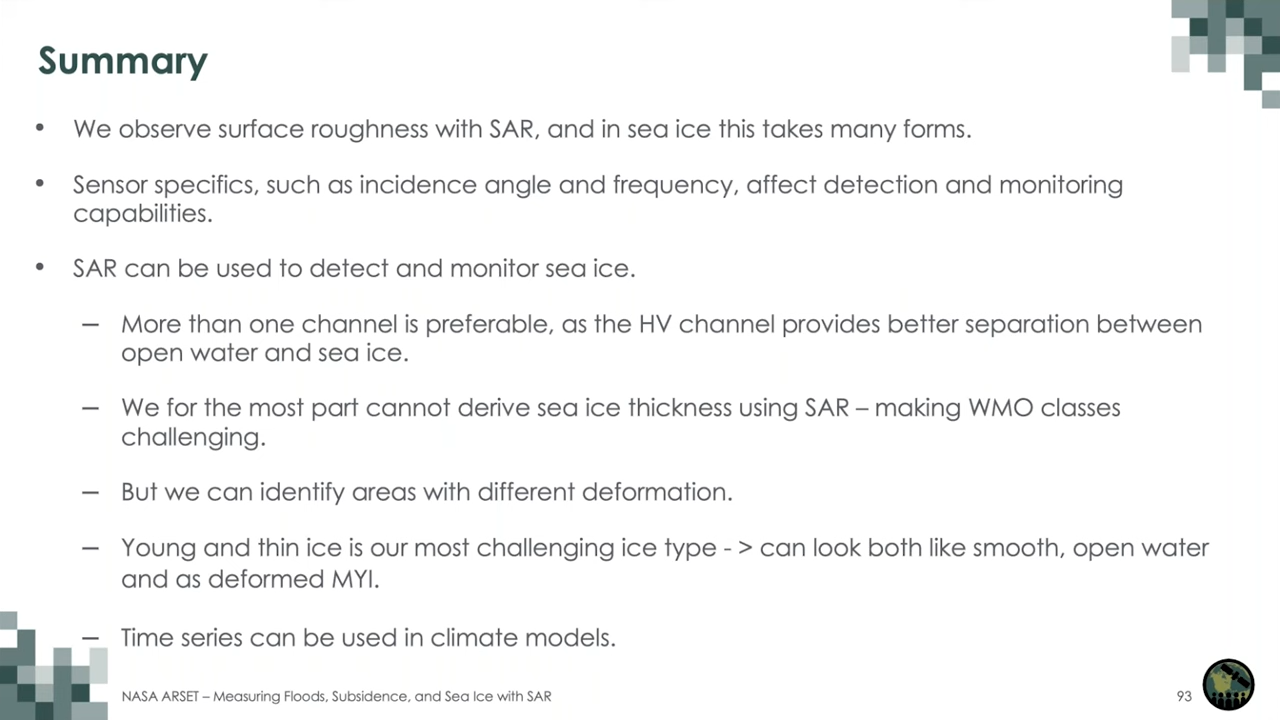 Summary
• We observe surface roughness with SAR, and in sea ice this takes many forms.
• Sensor specifics, such as incidence angle and frequency, affect detection and monitoring
capabilities.
• SAR can be used to detect and monitor sea ice.
– More than one channel is preferable, as the HV channel provides better separation between
open water and sea ice.
– We for the most part cannot derive sea ice thickness using SAR – making WMO classes
challenging.
– But we can identify areas with different deformation.
– Young and thin ice is our most challenging ice type - > can look both like smooth, open water
and as deformed MYI.
– Time series can be used in climate models.
NASA ARSET – Measuring Floods, Subsidence, and Sea Ice with SAR
93